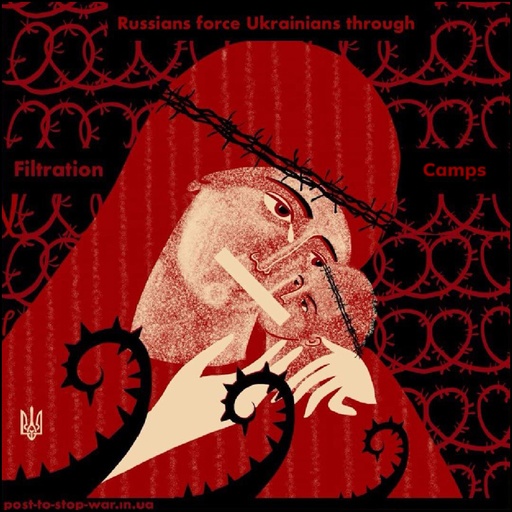 Russians force Ukrainians through
Filtration
Camps
post-to-stop-war.in.ua